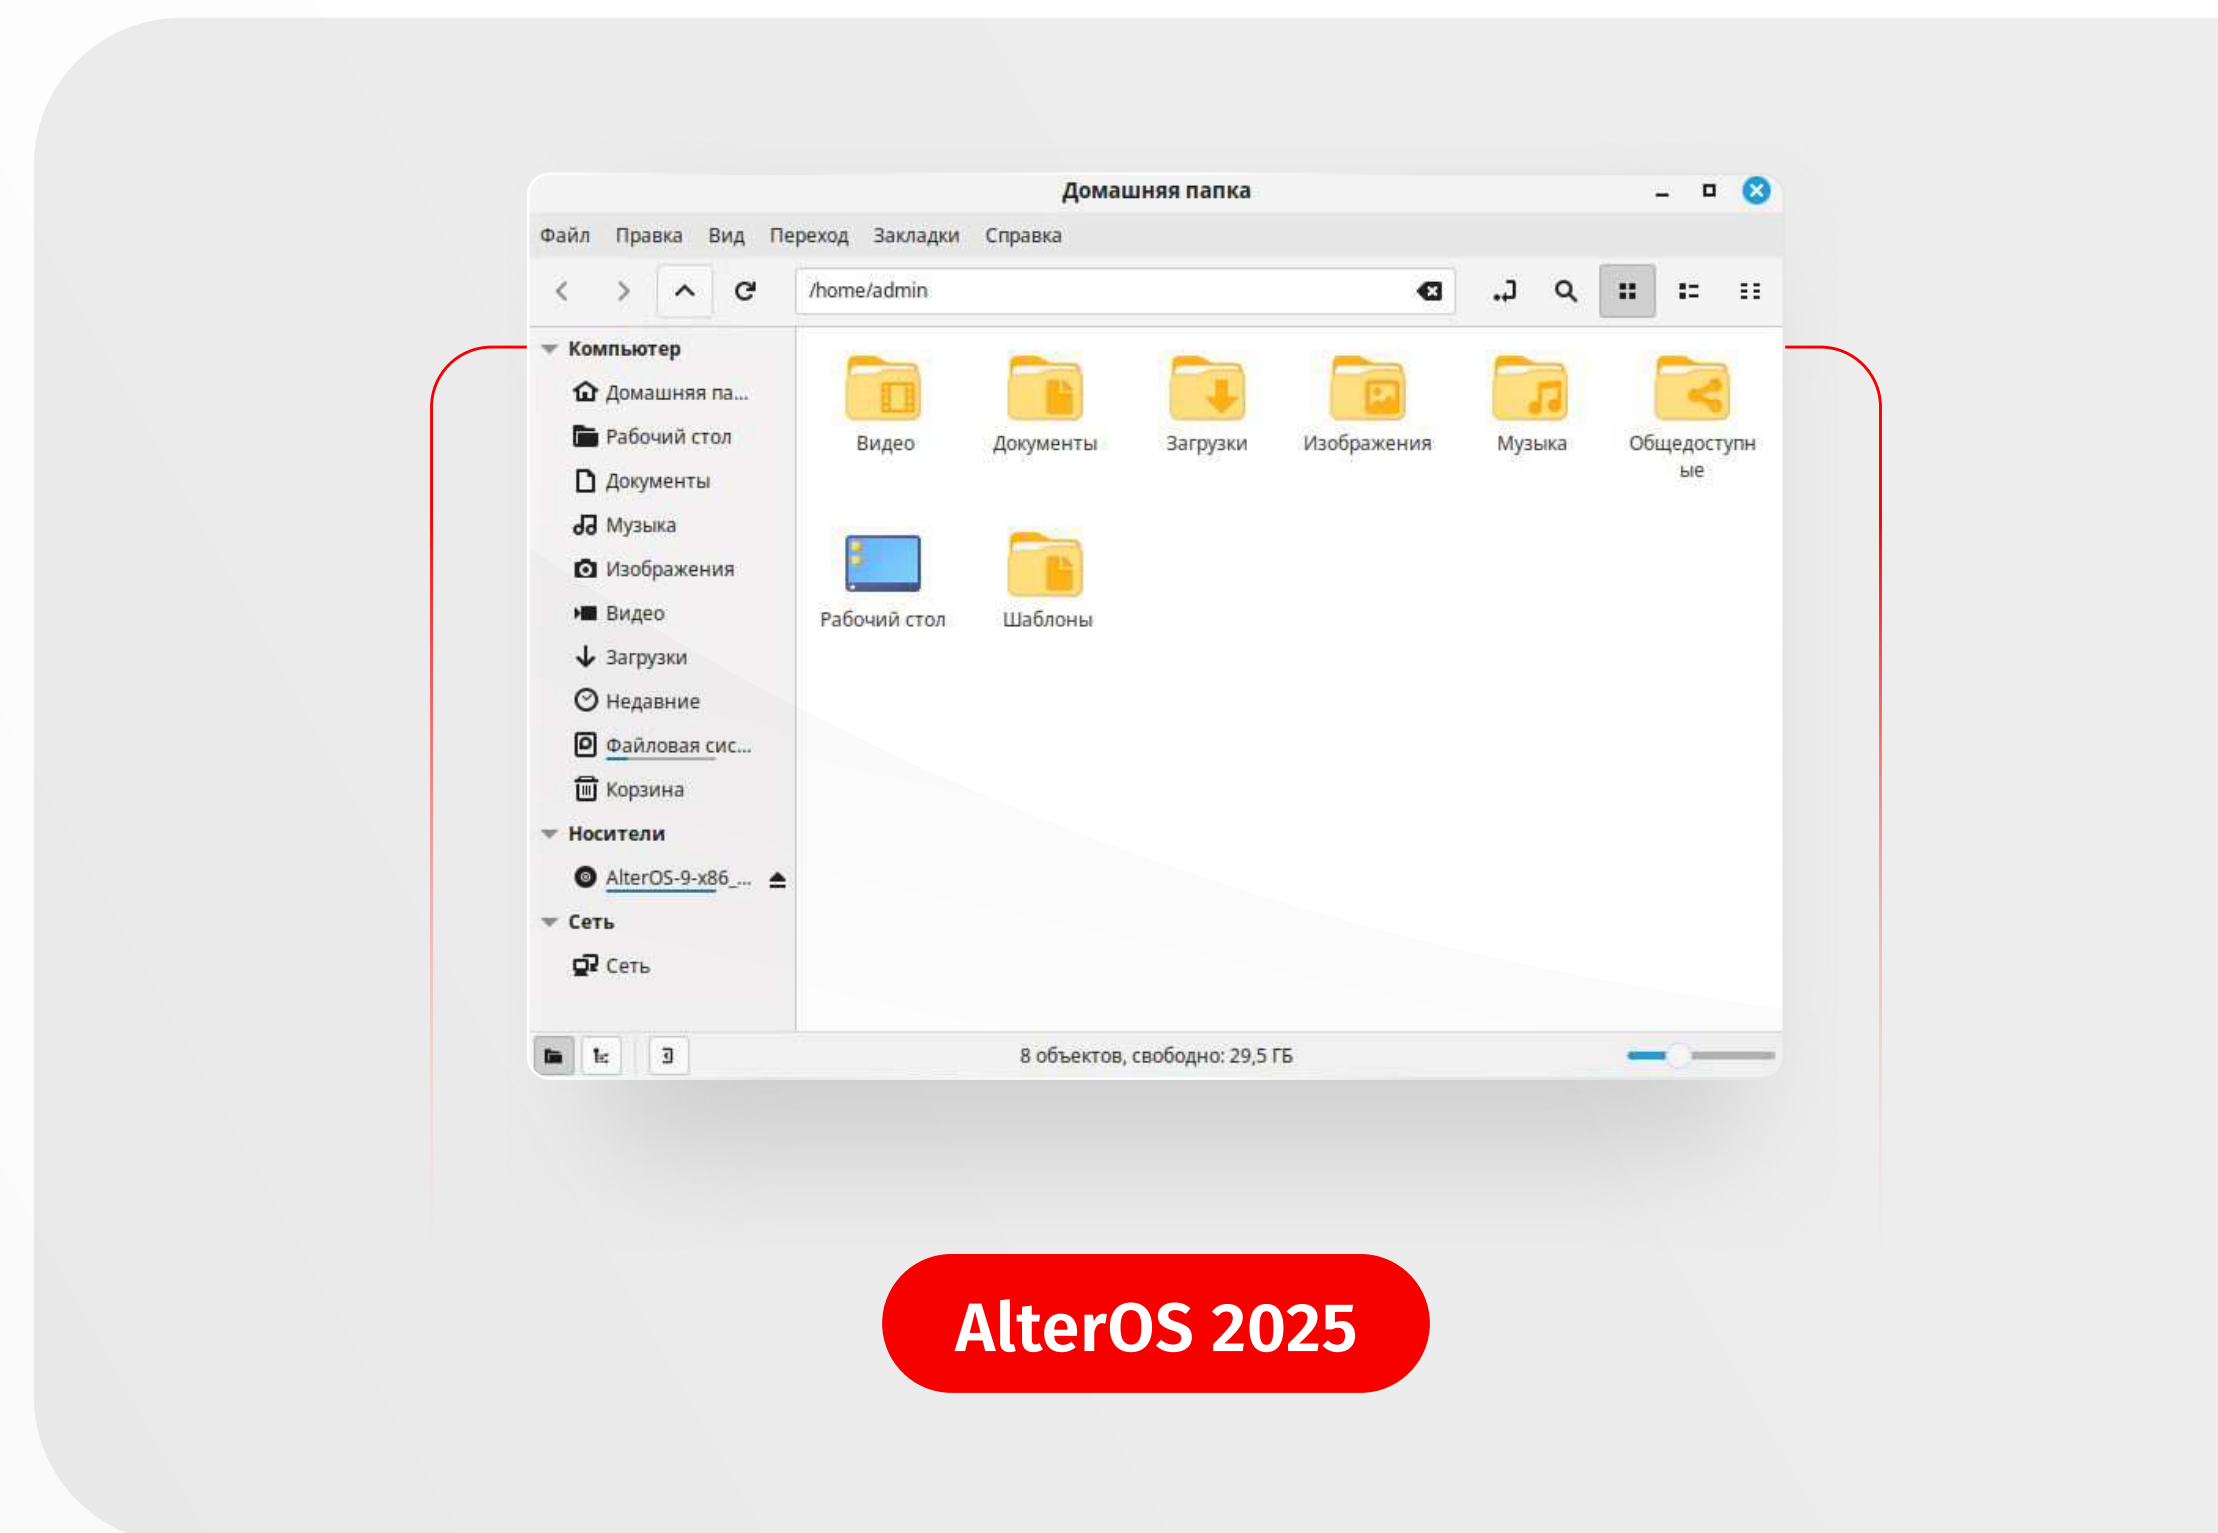 Домашняя папка
Файл Правка Вид Переход Закладки Справка
/home/admin
Компьютер
Домашняя па...
Рабочий стол
Документы
Музыка
Изображения
Видео
Загрузки
Недавние
Файловая сис...
Корзина
Носители
AlterOS-9-x86_...
Сеть
Сеть
Видео Документы Загрузки Изображения Музыка Общедоступн
ые
Рабочий стол Шаблоны
8 объектов, свободно: 29,5 ГБ
AlterOS 2025